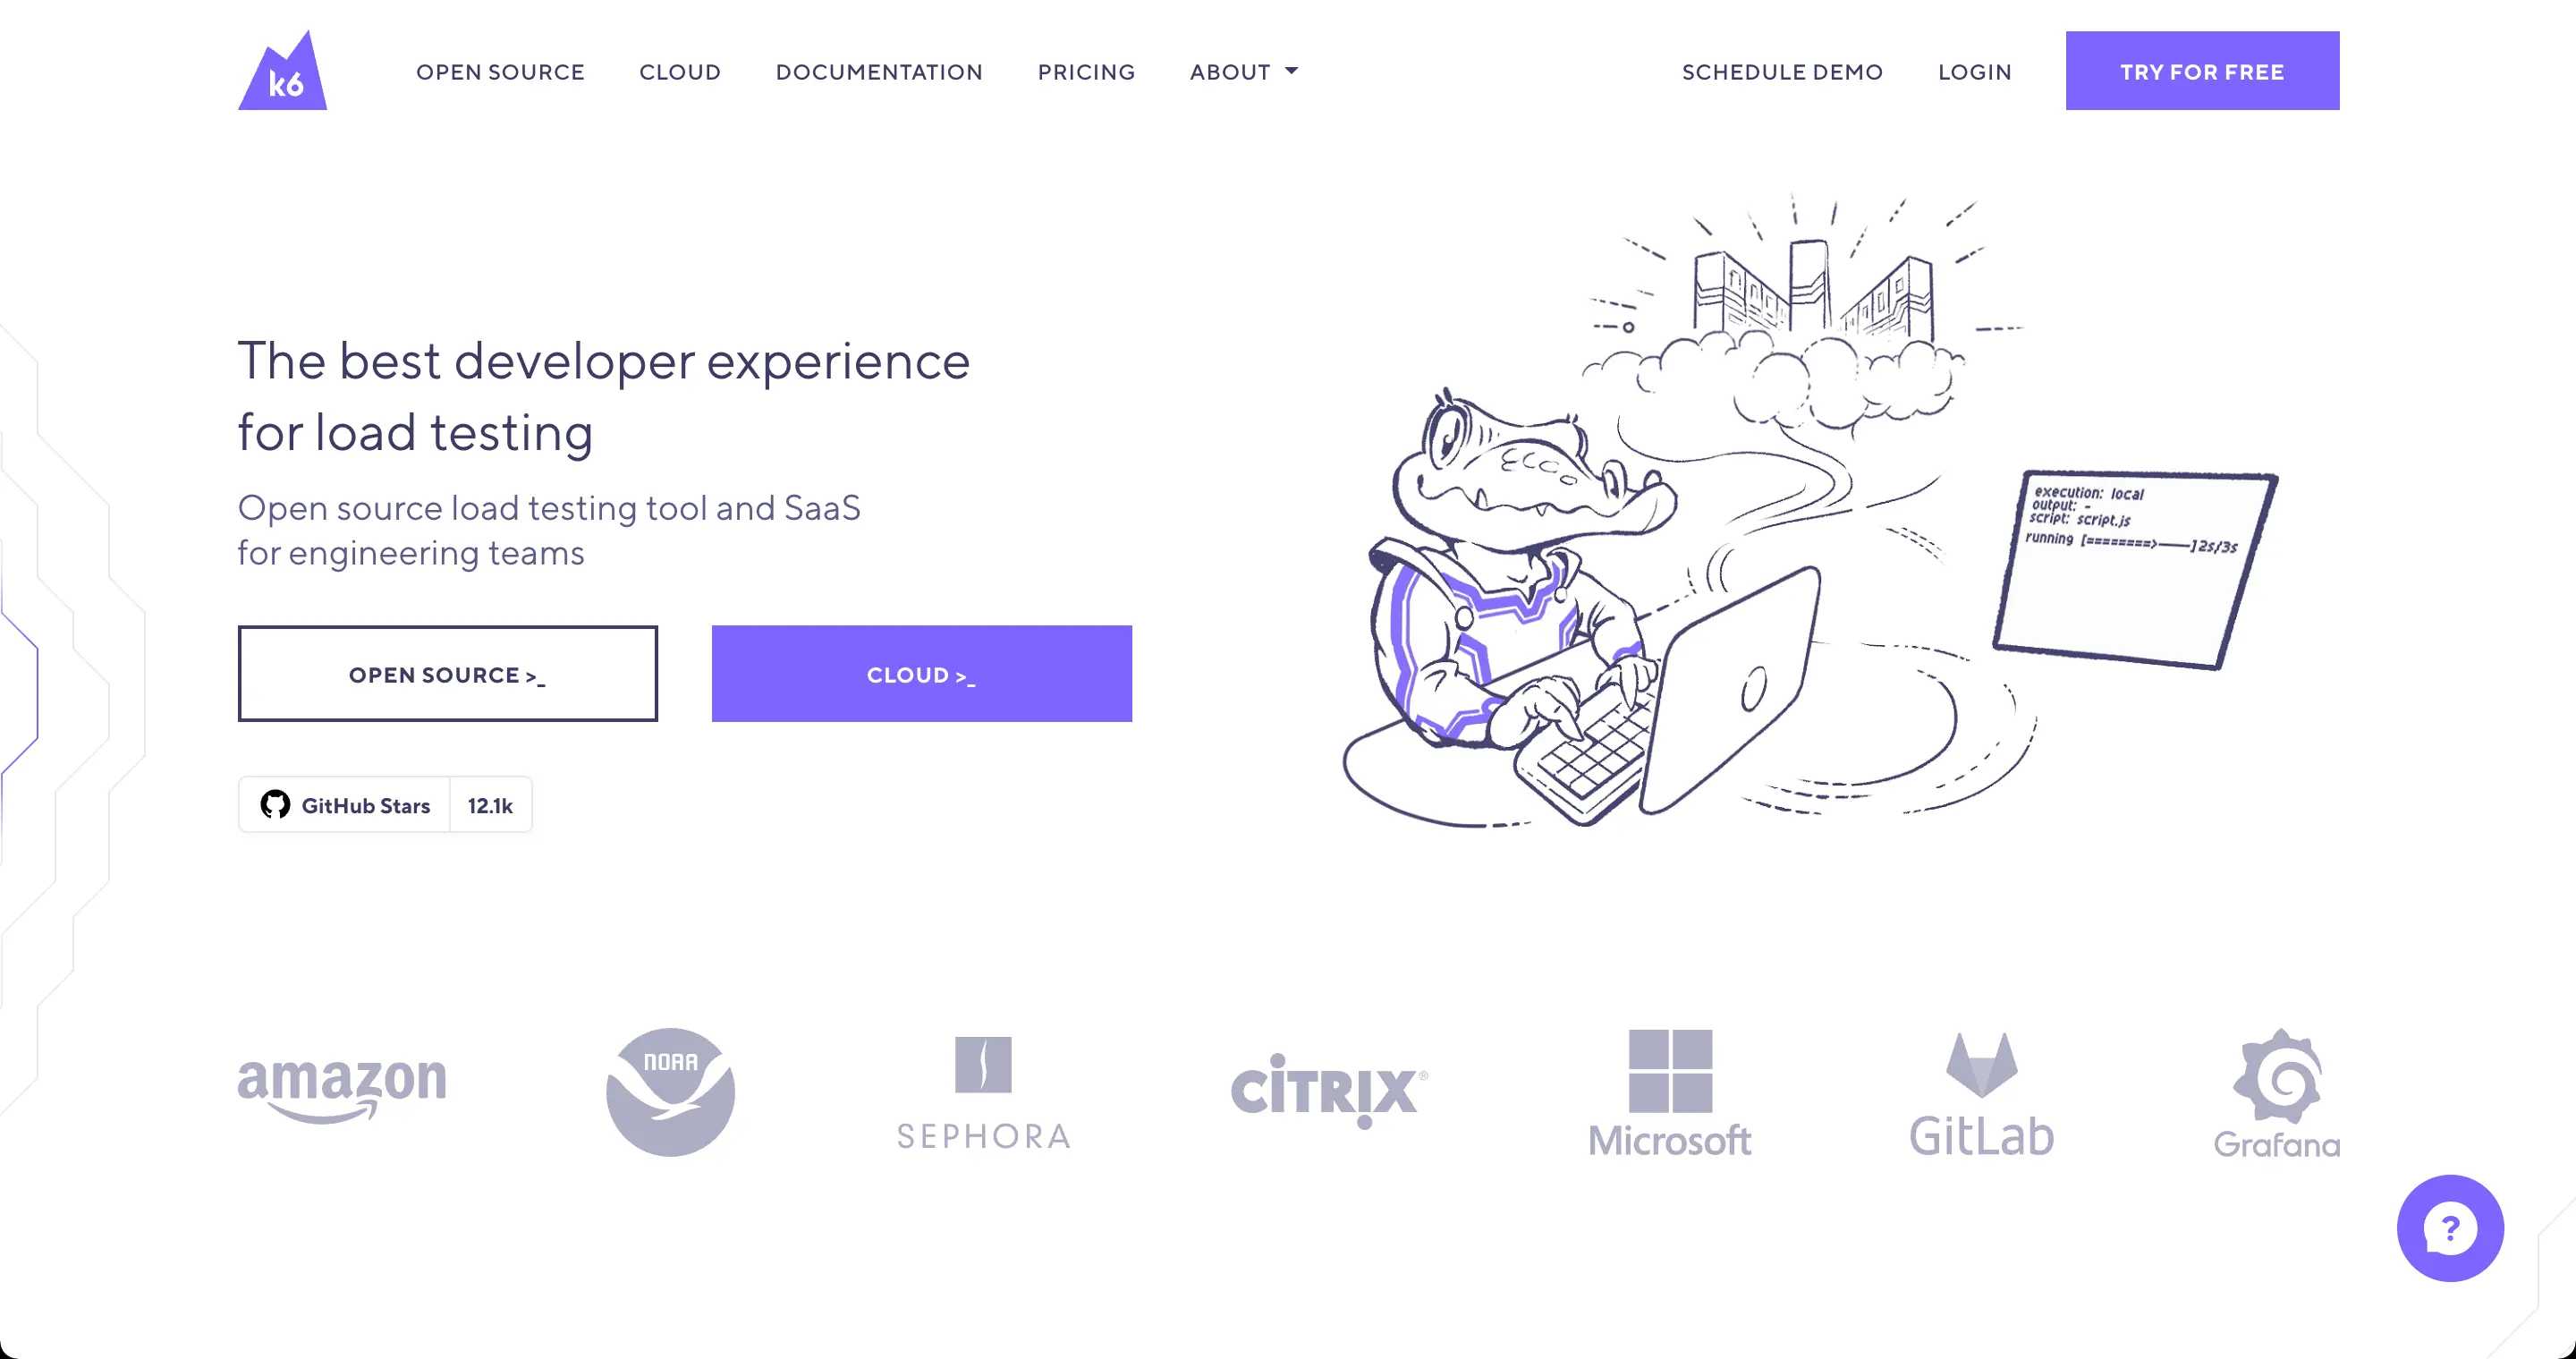 k6
OPEN SOURCE
CLOUD
DOCUMENTATION
PRICING
ABOUT
SCHEDULE DEMO
LOGIN
TRY FOR FREE
The best developer experience
for load testing
Open source load testing tool and SaaS
for engineering teams
OPEN SOURCE >_
CLOUD >_
GitHub Stars
12.1k
execution: local
output: -
script: script.js
running [========>——]2s/3s
amazon
NOAA
SEPHORA
CiTRIX®
Microsoft
GitLab
Grafana
?